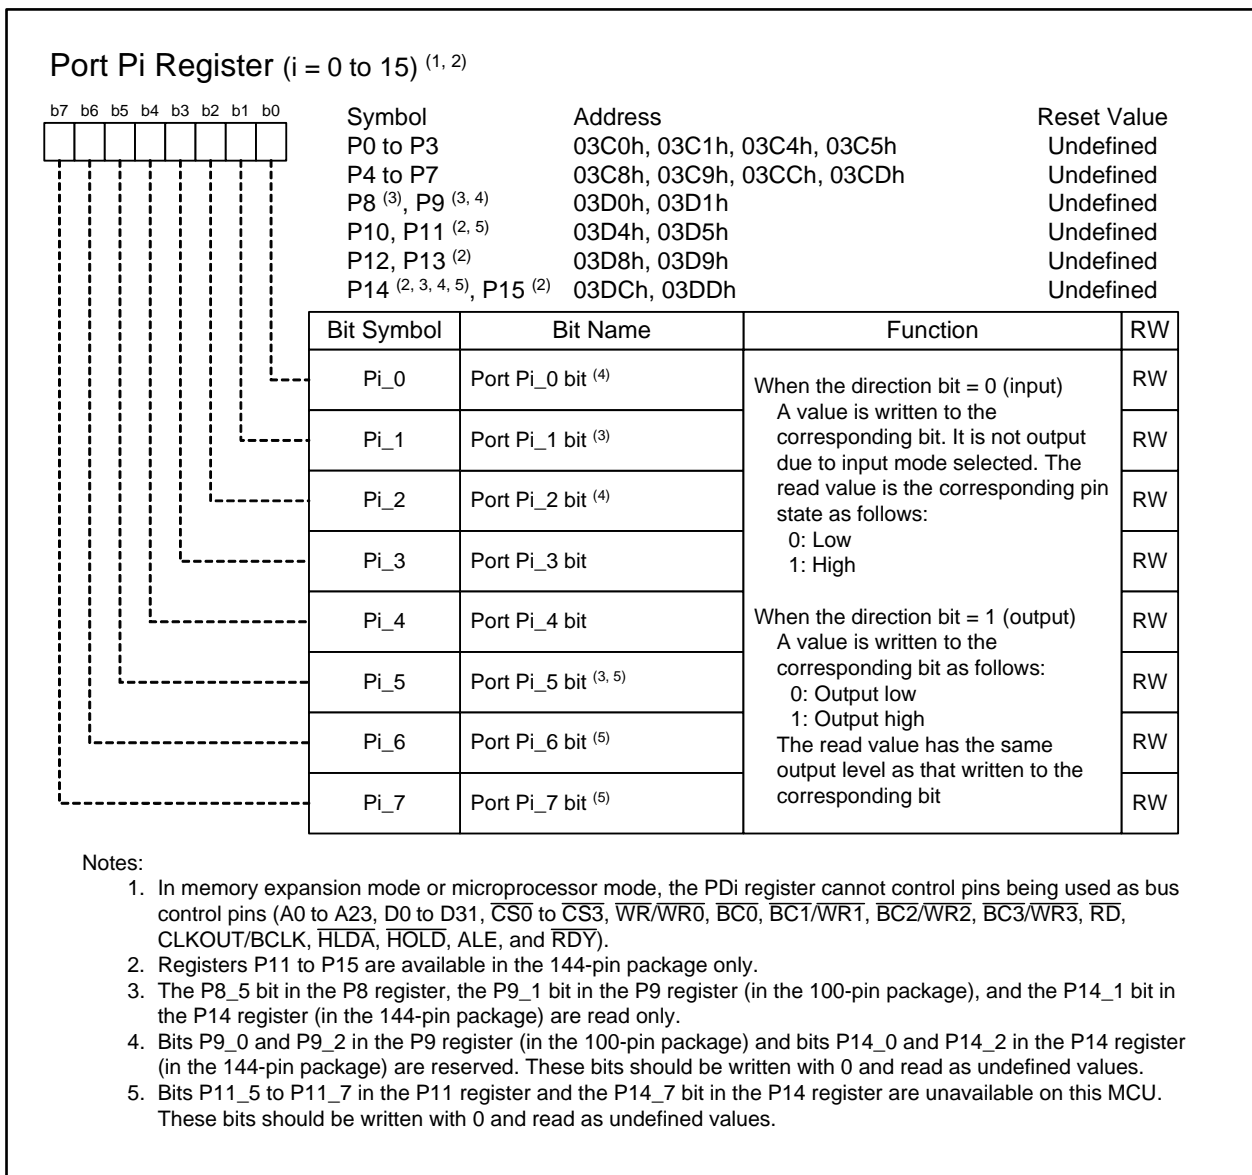 Port Pi Register (i = 0 to 15) (1, 2)
b7 b6 b5 b4 b3 b2 b1 b0
Symbol Address Reset Value
P0 to P3 03C0h, 03C1h, 03C4h, 03C5h Undefined
P4 to P7 03C8h, 03C9h, 03CCh, 03CDh Undefined
P8 (3), P9 (3, 4) 03D0h, 03D1h Undefined
P10, P11 (2, 5) 03D4h, 03D5h Undefined
P12, P13 (2) 03D8h, 03D9h Undefined
P14 (2, 3, 4, 5), P15 (2) 03DCh, 03DDh Undefined
Bit Symbol Bit Name Function RW
Pi_0 Port Pi_0 bit (4) RW
Pi_1 Port Pi_1 bit (3) RW
Pi_2 Port Pi_2 bit (4) RW
Pi_3 Port Pi_3 bit RW
Pi_4 Port Pi_4 bit RW
Pi_5 Port Pi_5 bit (3, 5) RW
Pi_6 Port Pi_6 bit (5) RW
Pi_7 Port Pi_7 bit (5) RW
When the direction bit = 0 (input)
A value is written to the
corresponding bit. It is not output
due to input mode selected. The
read value is the corresponding pin
state as follows:
0: Low
1: High
When the direction bit = 1 (output)
A value is written to the
corresponding bit as follows:
0: Output low
1: Output high
The read value has the same
output level as that written to the
corresponding bit
Notes:
1. In memory expansion mode or microprocessor mode, the PDi register cannot control pins being used as bus
control pins (A0 to A23, D0 to D31, CS0 to CS3, WR/WR0, BC0, BC1/WR1, BC2/WR2, BC3/WR3, RD,
CLKOUT/BCLK, HLDA, HOLD, ALE, and RDY).
2. Registers P11 to P15 are available in the 144-pin package only.
3. The P8_5 bit in the P8 register, the P9_1 bit in the P9 register (in the 100-pin package), and the P14_1 bit in
the P14 register (in the 144-pin package) are read only.
4. Bits P9_0 and P9_2 in the P9 register (in the 100-pin package) and bits P14_0 and P14_2 in the P14 register
(in the 144-pin package) are reserved. These bits should be written with 0 and read as undefined values.
5. Bits P11_5 to P11_7 in the P11 register and the P14_7 bit in the P14 register are unavailable on this MCU.
These bits should be written with 0 and read as undefined values.